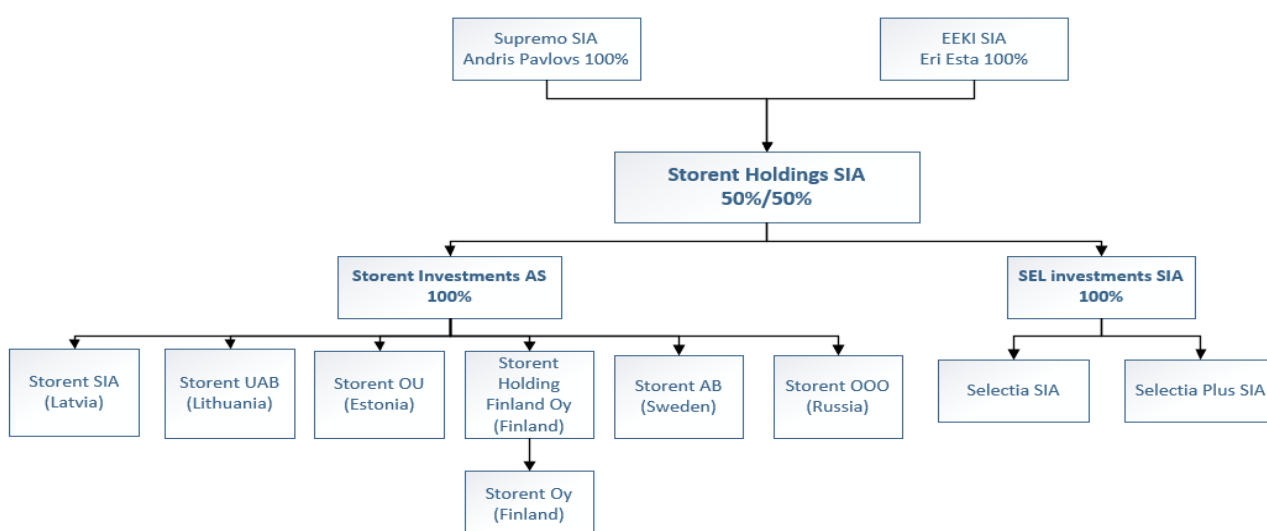 Supremo SIA
Andris Pavlovs 100%
EEKI SIA
Eri Esta 100%
Storent Holdings SIA
50%/50%
Storent Investments AS
100%
SEL investments SIA
100%
Storent SIA
(Latvia)
Storent UAB
(Lithuania)
Storent OU
(Estonia)
Storent
Holding
Finland Oy
(Finland)
Storent AB
(Sweden)
Storent OOO
(Russia)
Selectia SIA
Selectia Plus SIA
Storent Oy
(Finland)